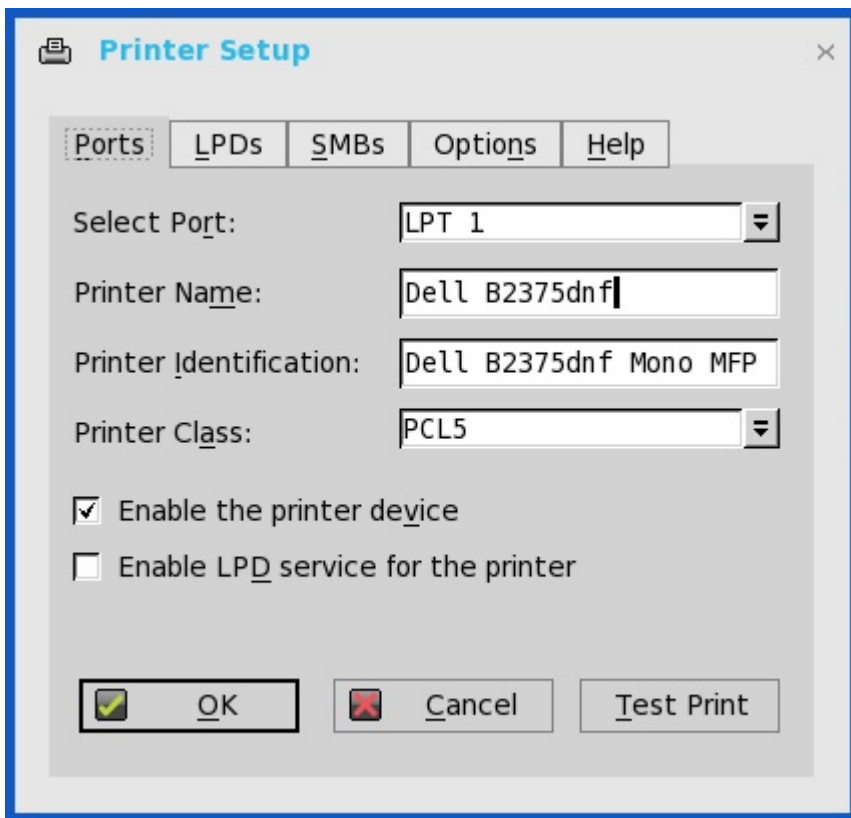 Printer Setup
Ports LPDs SMBs Options Help
Select Port: LPT 1
Printer Name: Dell B2375dnf
Printer Identification: Dell B2375dnf Mono MFP
Printer Class: PCL5
Enable the printer device
Enable LPD service for the printer
OK Cancel Test Print